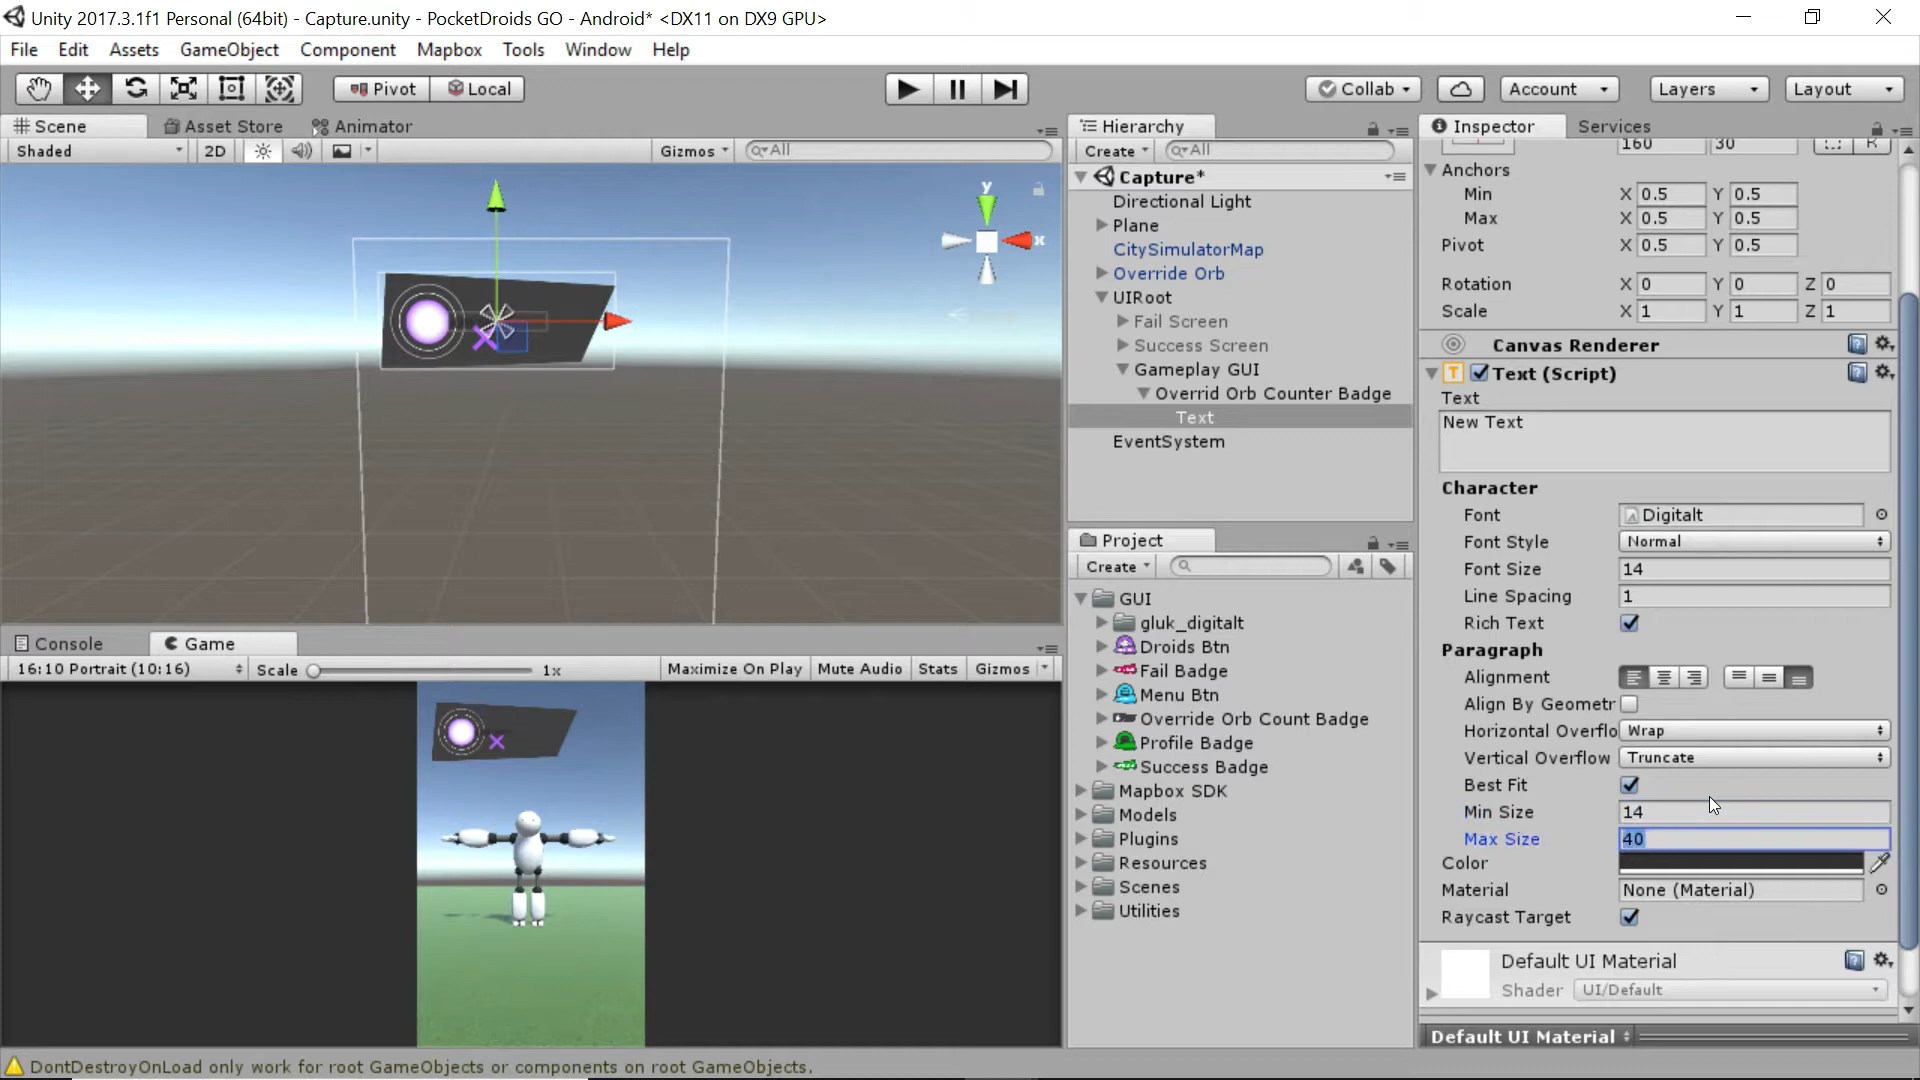 Unity 2017.3.1f1 Personal (64bit) - Capture.unity - PocketDroids GO - Android* <DX11 on DX9 GPU>
File Edit Assets GameObject Component Mapbox Tools Window Help
Pivot Local Collab Account Layers Layout
Scene Asset Store Animator
Shaded 2D Gizmos All
y
x
Console Game
16:10 Portrait (10:16) Scale 1x Maximize On Play Mute Audio Stats Gizmos
Hierarchy
Create All
Capture*
Directional Light
Plane
CitySimulatorMap
Override Orb
UIRoot
Fail Screen
Success Screen
Gameplay GUI
Overrid Orb Counter Badge
Text
EventSystem
Project
Create
GUI
gluk_digitalt
Droids Btn
Fail Badge
Menu Btn
Override Orb Count Badge
Profile Badge
Success Badge
Mapbox SDK
Models
Plugins
Resources
Scenes
Utilities
Inspector Services
160 30 R
Anchors
Min X 0.5 Y 0.5
Max X 0.5 Y 0.5
Pivot X 0.5 Y 0.5
Rotation X 0 Y 0 Z 0
Scale X 1 Y 1 Z 1
Canvas Renderer
T Text (Script)
Text
New Text
Character
Font Digitalt
Font Style Normal
Font Size 14
Line Spacing 1
Rich Text
Paragraph
Alignment
Align By Geometr
Horizontal Overflo Wrap
Vertical Overflow Truncate
Best Fit
Min Size 14
Max Size 40
Color
Material None (Material)
Raycast Target
Default UI Material
Shader UI/Default
Default UI Material
DontDestroyOnLoad only work for root GameObjects or components on root GameObjects.